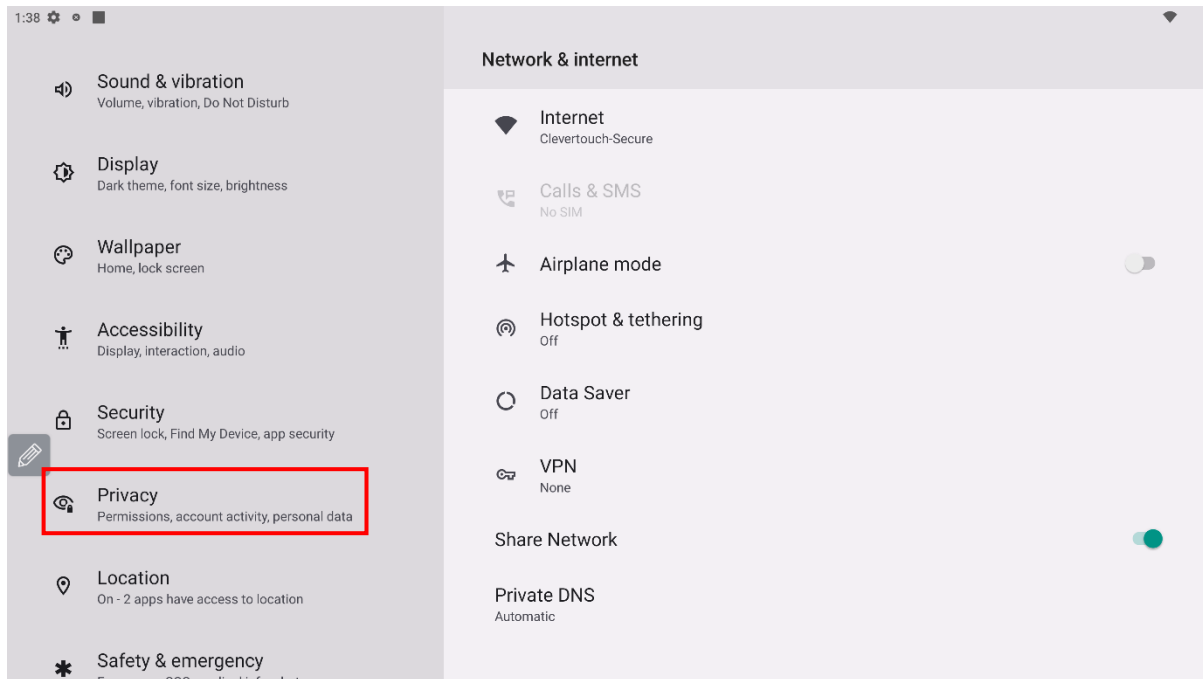 1:38
Sound & vibration
Volume, vibration, Do Not Disturb
Display
Dark theme, font size, brightness
Wallpaper
Home, lock screen
Accessibility
Display, interaction, audio
Security
Screen lock, Find My Device, app security
Privacy
Permissions, account activity, personal data
Location
On - 2 apps have access to location
Safety & emergency
Network & internet
Internet
Clevertouch-Secure
Calls & SMS
No SIM
Airplane mode
Hotspot & tethering
Off
Data Saver
Off
VPN
None
Share Network
Private DNS
Automatic